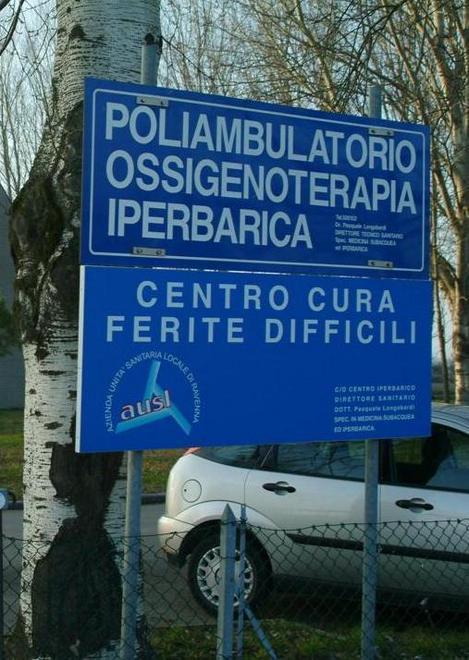 POLIAMBULATORIO
OSSIGENOTERAPIA
IPERBARICA
Dr. Pasquale Longobardi
DIRETTORE TECNICO SANITARIO
Spec. MEDICINA SUBACQUEA
ed IPERBARICA
CENTRO CURA
FERITE DIFFICILI
AZIENDA UNITA' SANITARIA LOCALE DI RAVENNA
ausl
C/O CENTRO IPERBARICO
DIRETTORE SANITARIO
DOTT. Pasquale Longobardi
SPEC. IN MEDICINA SUBACQUEA
ED IPERBARICA